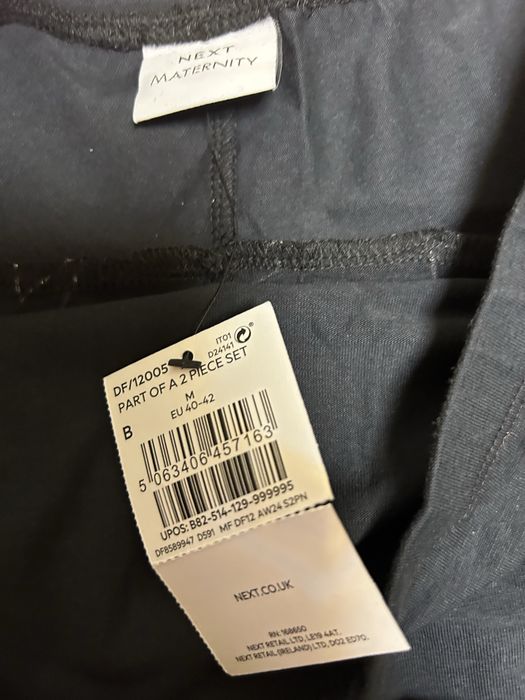 NEXT
MATERNITY
IT01
DF/12005 D24141
PART OF A 2 PIECE SET
M
EU 40-42
B
5 063406 457163
UPOS: B82-514-129-999995
DF8589947 D591 MF DF12 AW24 S2PN
NEXT.CO.UK
RN: 168650
NEXT RETAIL LTD, LE19 4AT.
NEXT RETAIL (IRELAND) LTD, D02 ED70.